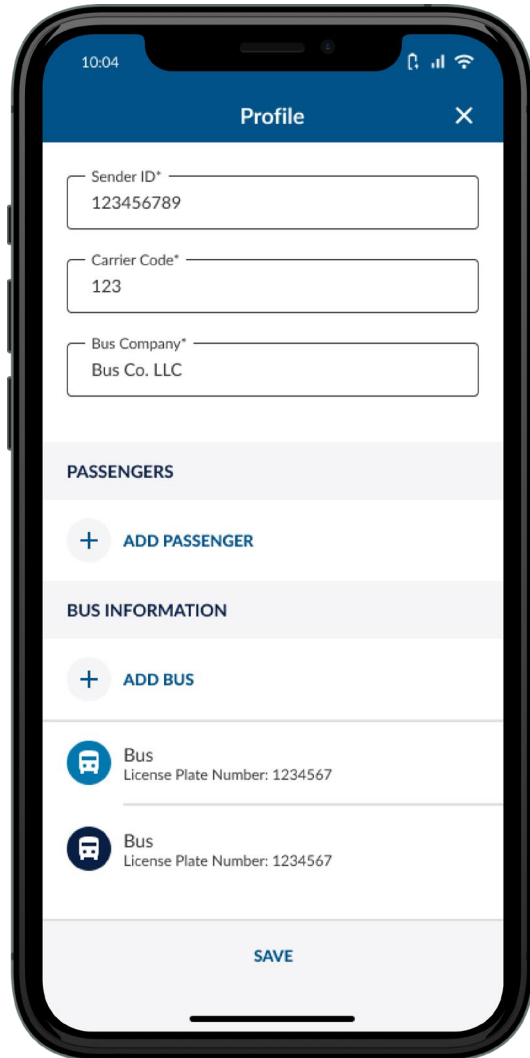 10:04
Profile
Sender ID*
123456789
Carrier Code*
123
Bus Company*
Bus Co. LLC
PASSENGERS
ADD PASSENGER
BUS INFORMATION
ADD BUS
Bus
License Plate Number: 1234567
Bus
License Plate Number: 1234567
SAVE